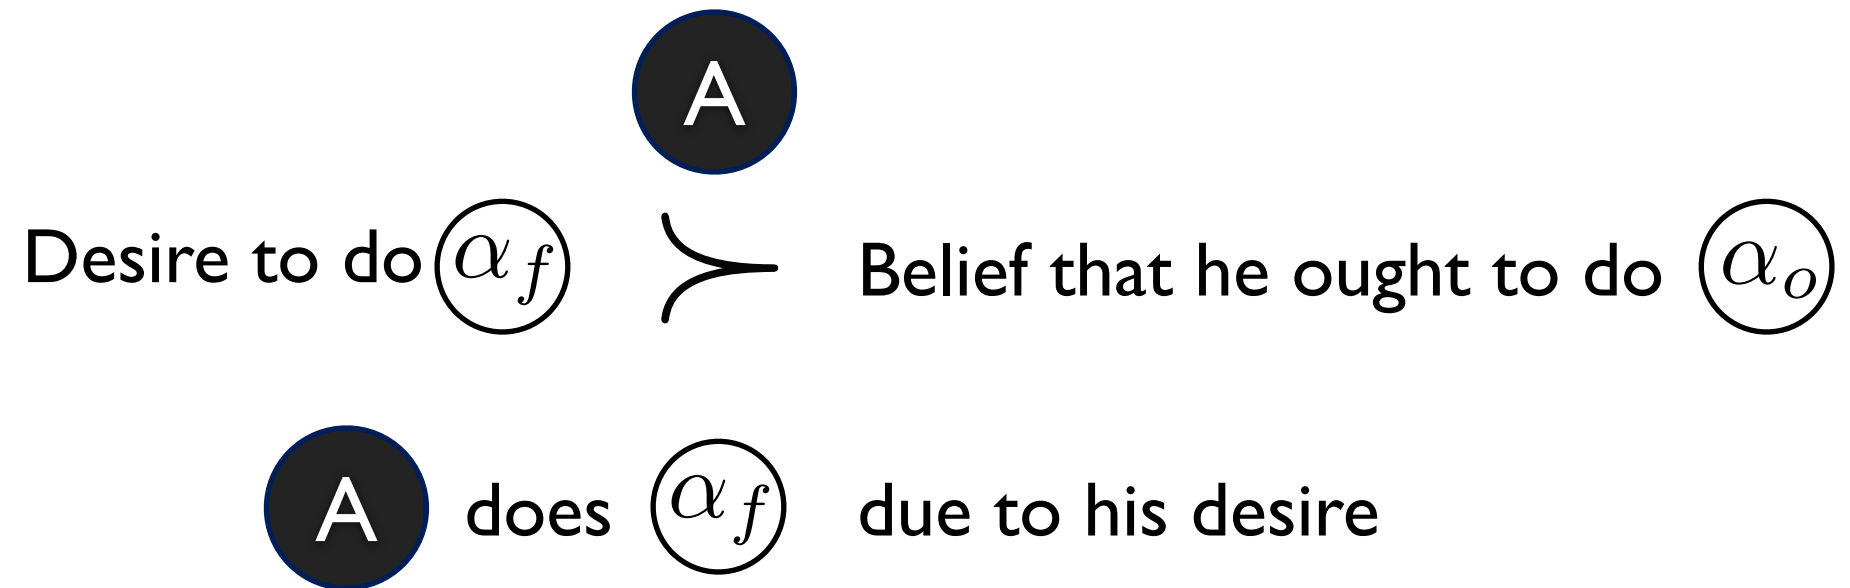 A
Desire to do α_f ≻ Belief that he ought to do α_o
A does α_f due to his desire